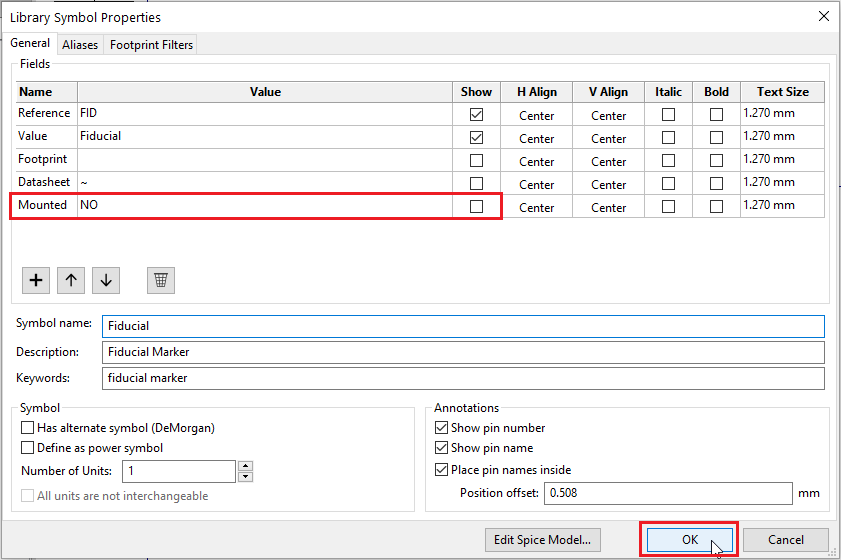 Library Symbol Properties
General Aliases Footprint Filters
Fields
Name Value Show H Align V Align Italic Bold Text Size
Reference FID Center Center 1.270 mm
Value Fiducial Center Center 1.270 mm
Footprint Center Center 1.270 mm
Datasheet ~ Center Center 1.270 mm
Mounted NO Center Center 1.270 mm
Symbol name: Fiducial
Description: Fiducial Marker
Keywords: fiducial marker
Symbol Annotations
Has alternate symbol (DeMorgan) Show pin number
Define as power symbol Show pin name
Number of Units: 1 Place pin names inside
All units are not interchangeable Position offset: 0.508 mm
Edit Spice Model... OK Cancel